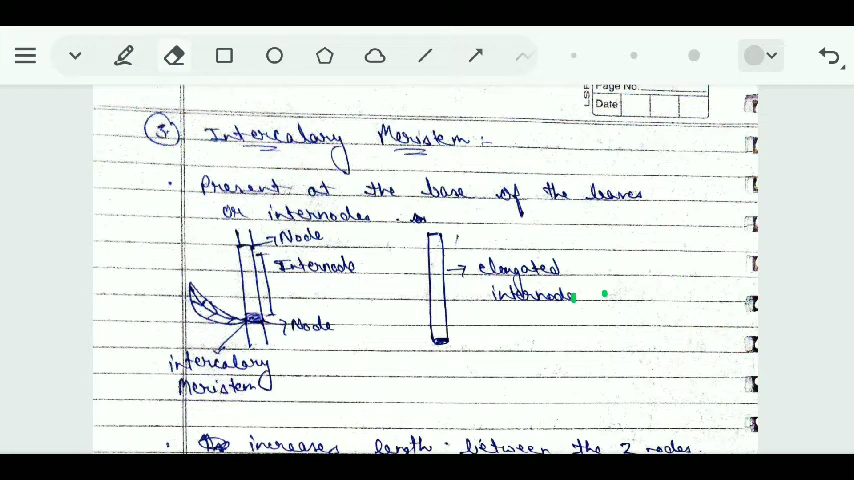 LSP
Page No.
Date
3. Intercalary Meristem :-
• Present at the base of the leaves
or internodes.
Node
Internode
Node
intercalary
Meristem
elongated
internode
• increases length between the 2 nodes.